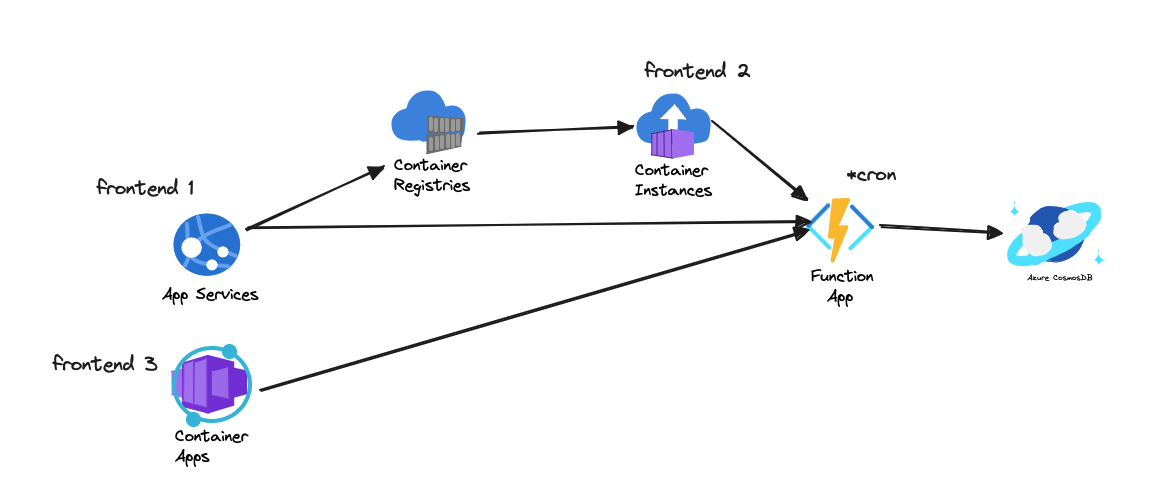 frontend 2
Container
Registries
Container
Instances
*cron
frontend 1
App Services
Function
App
Azure CosmosDB
frontend 3
Container
Apps